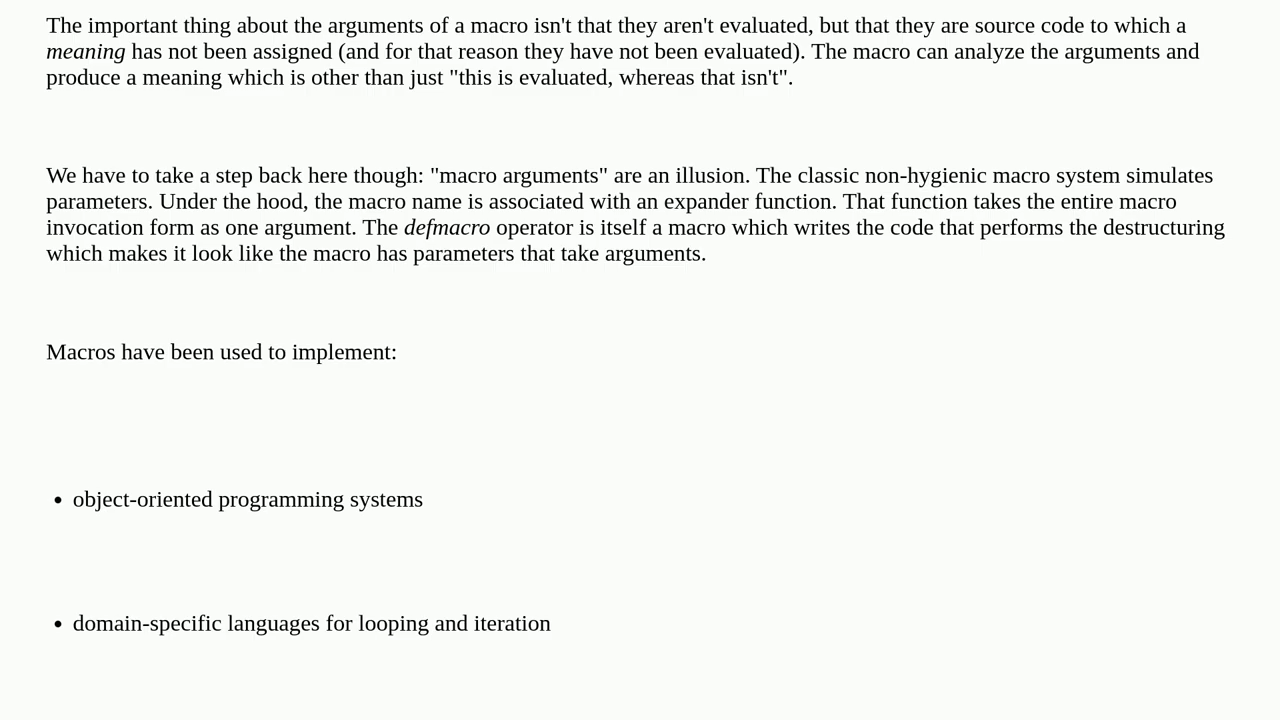 The important thing about the arguments of a macro isn't that they aren't evaluated, but that they are source code to which a
meaning has not been assigned (and for that reason they have not been evaluated). The macro can analyze the arguments and
produce a meaning which is other than just "this is evaluated, whereas that isn't".
We have to take a step back here though: "macro arguments" are an illusion. The classic non-hygienic macro system simulates
parameters. Under the hood, the macro name is associated with an expander function. That function takes the entire macro
invocation form as one argument. The defmacro operator is itself a macro which writes the code that performs the destructuring
which makes it look like the macro has parameters that take arguments.
Macros have been used to implement:
• object-oriented programming systems
• domain-specific languages for looping and iteration